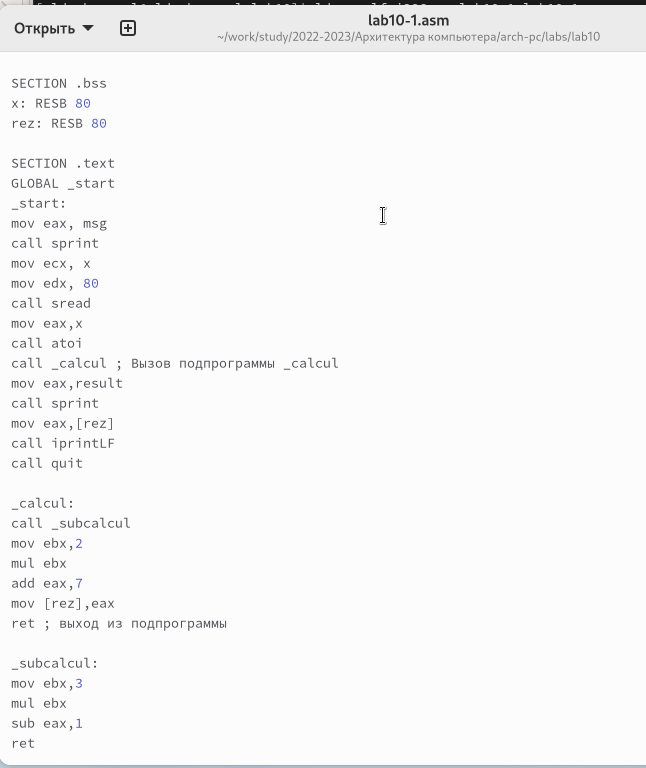 Открыть
lab10-1.asm
~/work/study/2022-2023/Архитектура компьютера/arch-pc/labs/lab10
SECTION .bss
x: RESB 80
rez: RESB 80
SECTION .text
GLOBAL _start
_start:
mov eax, msg
call sprint
mov ecx, x
mov edx, 80
call sread
mov eax,x
call atoi
call _calcul ; Вызов подпрограммы _calcul
mov eax,result
call sprint
mov eax,[rez]
call iprintLF
call quit
_calcul:
call _subcalcul
mov ebx,2
mul ebx
add eax,7
mov [rez],eax
ret ; выход из подпрограммы
_subcalcul:
mov ebx,3
mul ebx
sub eax,1
ret